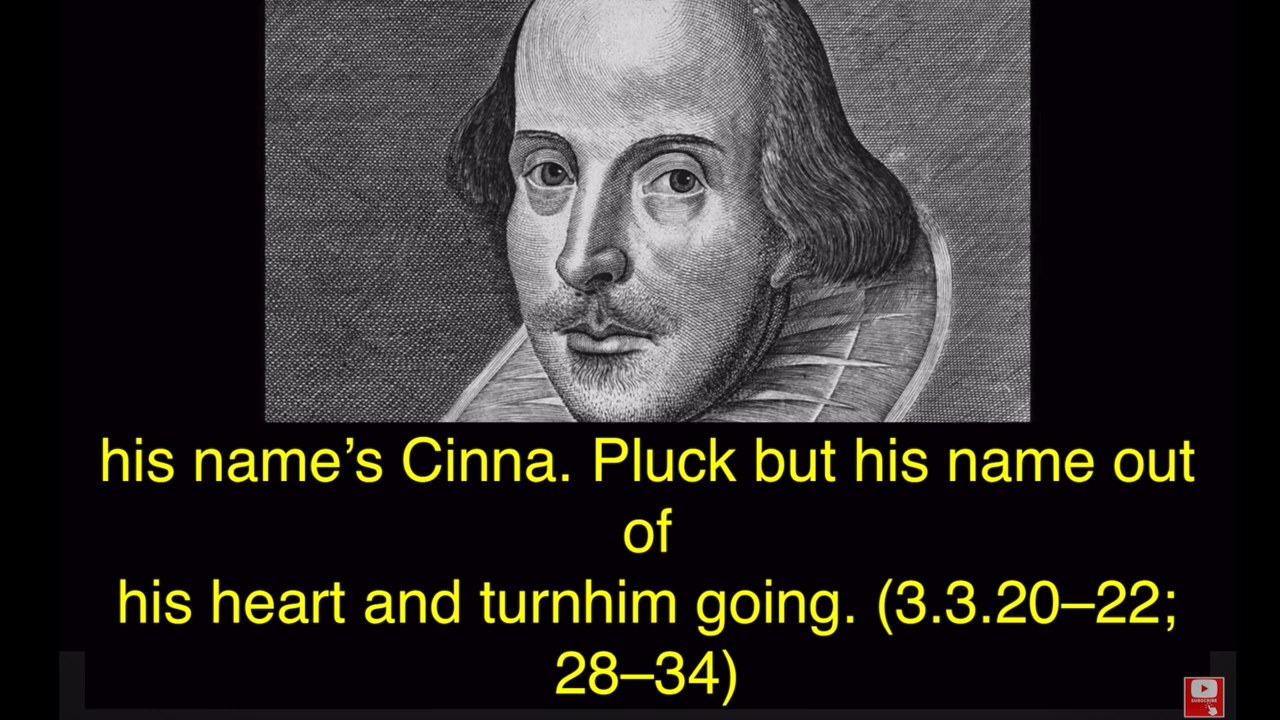 his name’s Cinna. Pluck but his name out
of
his heart and turnhim going. (3.3.20–22;
28–34)
SUBSCRIBE